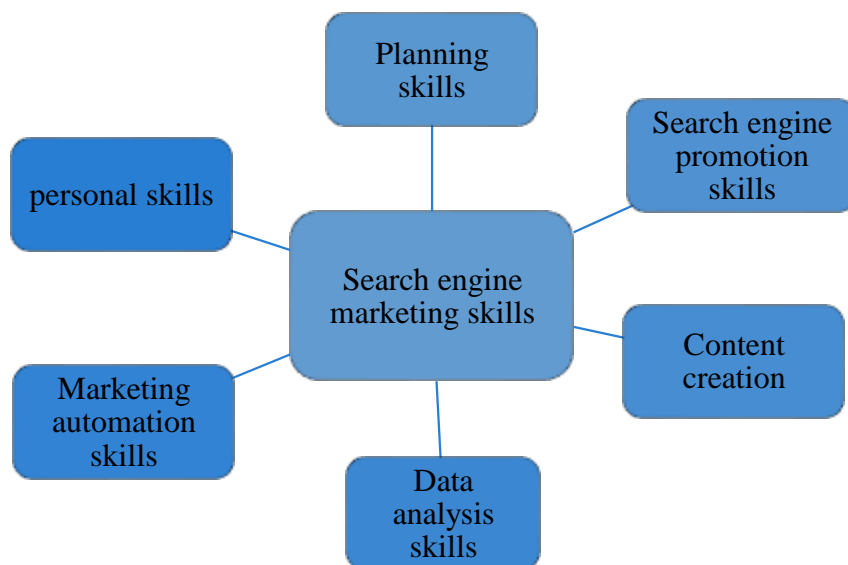 Planning
skills
Search engine
promotion
skills
personal skills
Search engine
marketing skills
Content
creation
Marketing
automation
skills
Data
analysis
skills